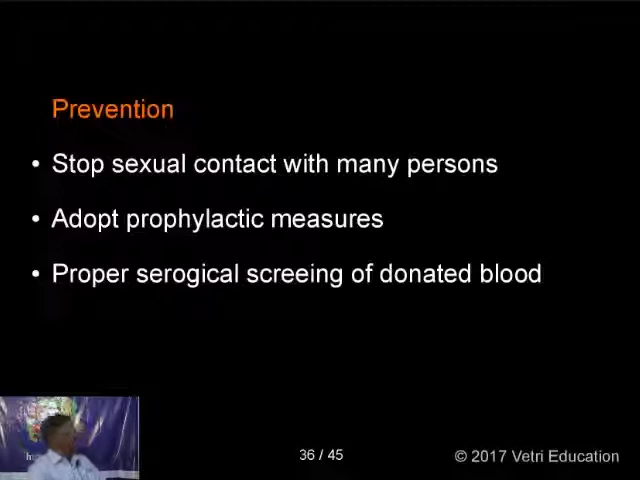 Prevention
• Stop sexual contact with many persons
• Adopt prophylactic measures
• Proper serogical screeing of donated blood
36 / 45
© 2017 Vetri Education